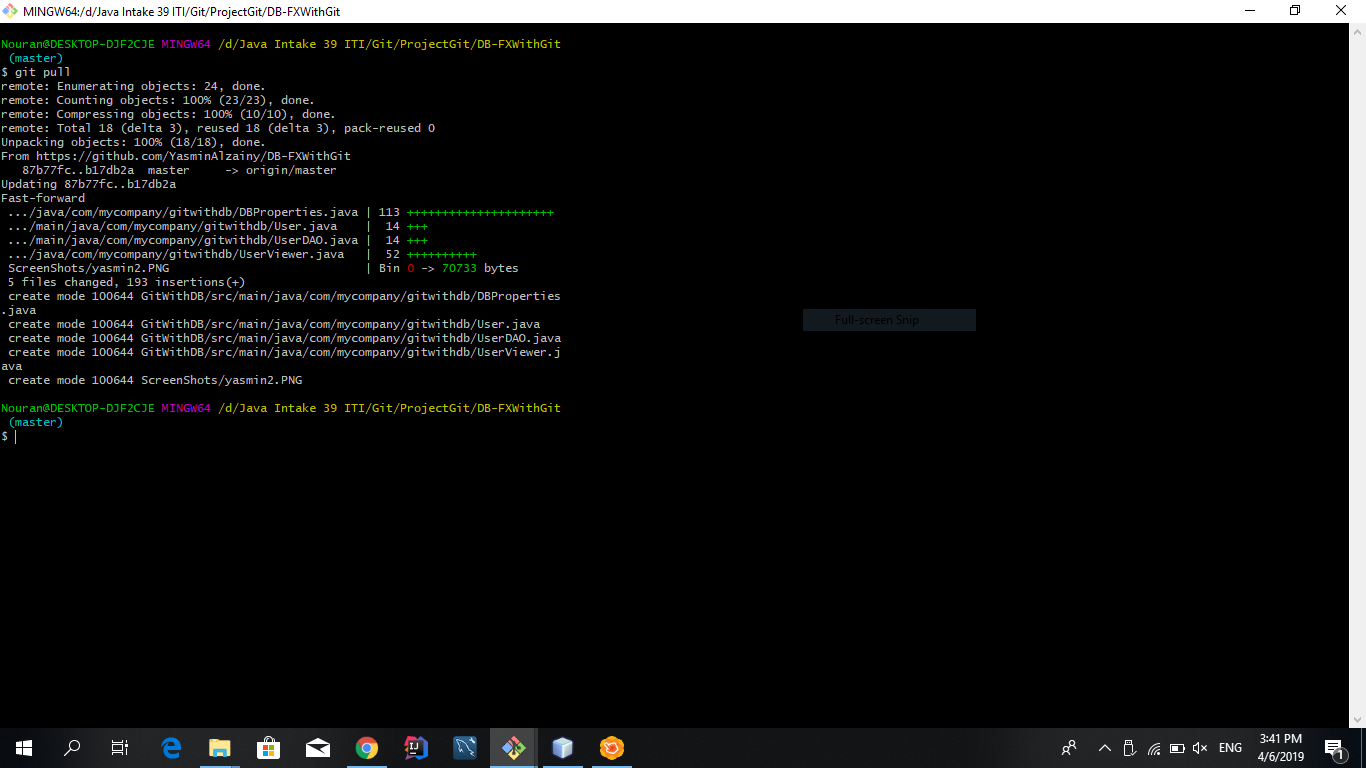 MINGW64:/d/Java Intake 39 ITI/Git/ProjectGit/DB-FXWithGit
Nouran@DESKTOP-DJF2CJE MINGW64 /d/Java Intake 39 ITI/Git/ProjectGit/DB-FXWithGit
(master)
$ git pull
remote: Enumerating objects: 24, done.
remote: Counting objects: 100% (23/23), done.
remote: Compressing objects: 100% (10/10), done.
remote: Total 18 (delta 3), reused 18 (delta 3), pack-reused 0
Unpacking objects: 100% (18/18), done.
From https://github.com/YasminAlzainy/DB-FXWithGit
   87b77fc..b17db2a  master     -> origin/master
Updating 87b77fc..b17db2a
Fast-forward
 .../java/com/mycompany/gitwithdb/DBProperties.java | 113 +++++++++++++++++++++
 .../main/java/com/mycompany/gitwithdb/User.java    |  14 +++
 .../main/java/com/mycompany/gitwithdb/UserDAO.java |  14 +++
 .../java/com/mycompany/gitwithdb/UserViewer.java   |  52 ++++++++++
 ScreenShots/yasmin2.PNG                            | Bin 0 -> 70733 bytes
 5 files changed, 193 insertions(+)
 create mode 100644 GitWithDB/src/main/java/com/mycompany/gitwithdb/DBProperties
.java
 create mode 100644 GitWithDB/src/main/java/com/mycompany/gitwithdb/User.java
 create mode 100644 GitWithDB/src/main/java/com/mycompany/gitwithdb/UserDAO.java
 create mode 100644 GitWithDB/src/main/java/com/mycompany/gitwithdb/UserViewer.j
ava
 create mode 100644 ScreenShots/yasmin2.PNG
Full-screen Snip
Nouran@DESKTOP-DJF2CJE MINGW64 /d/Java Intake 39 ITI/Git/ProjectGit/DB-FXWithGit
(master)
$
ENG
3:41 PM
4/6/2019
1